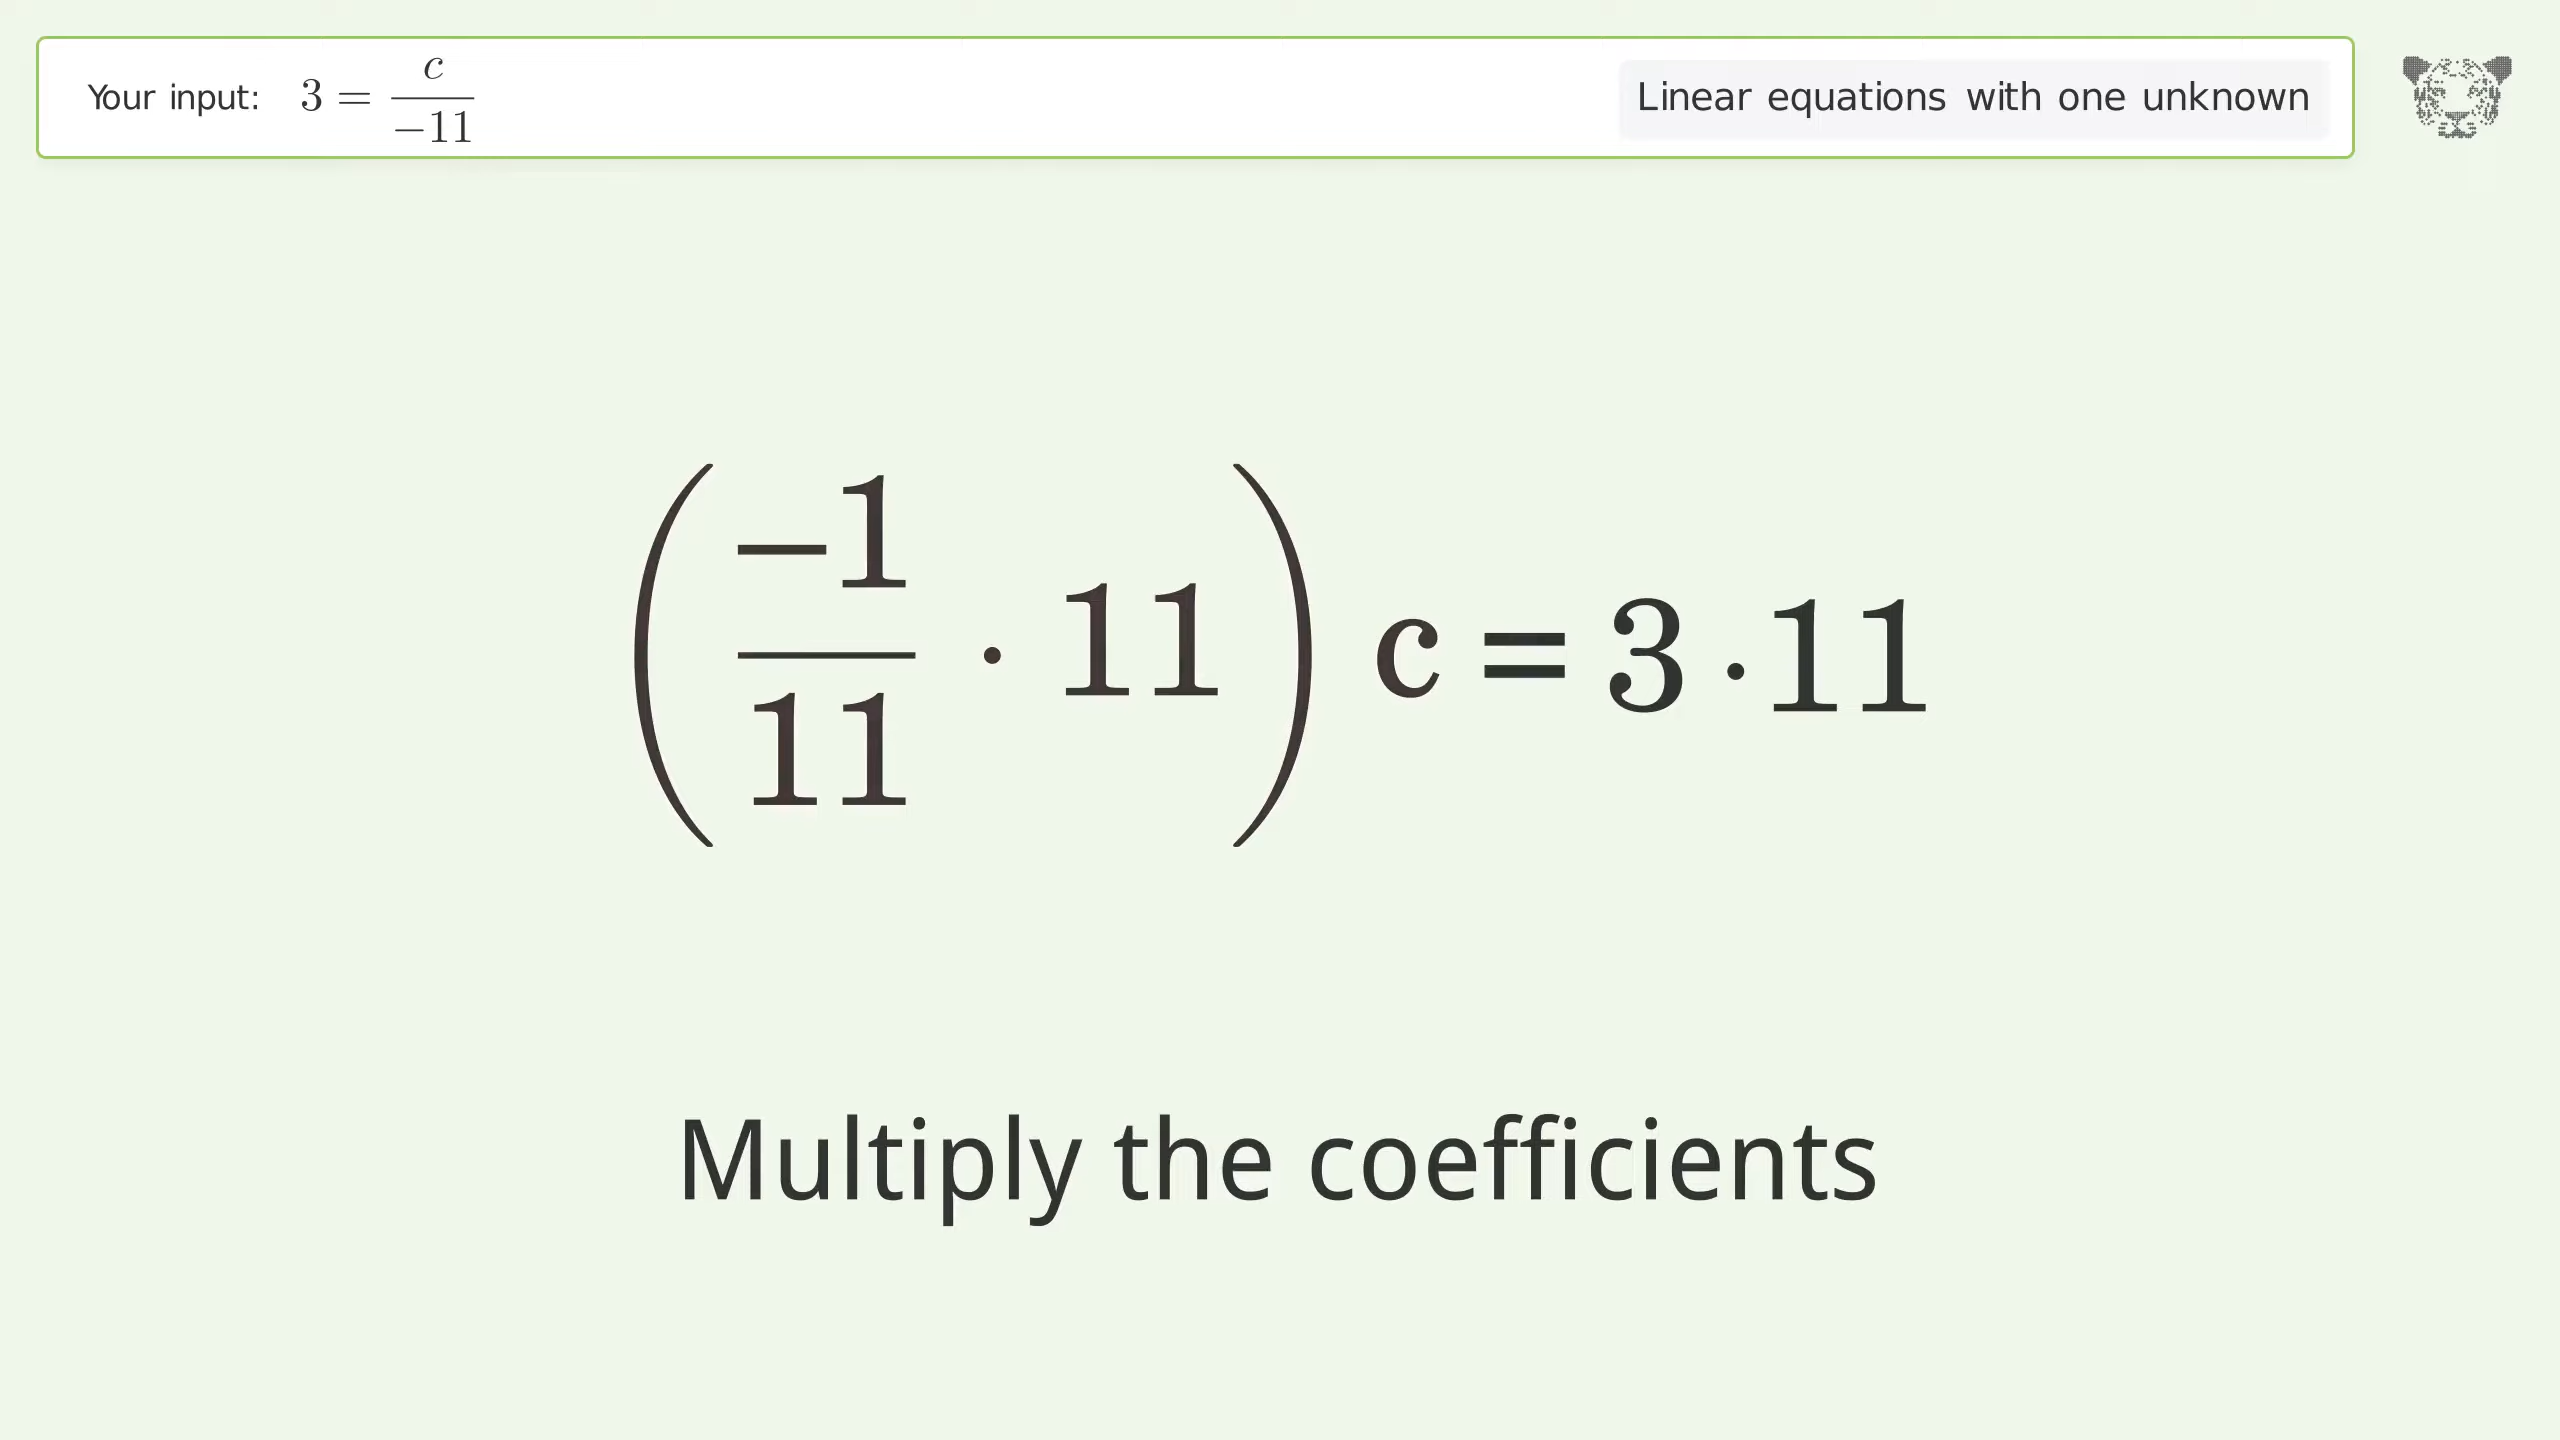 Your input: 3 = c/−11
Linear equations with one unknown
(−1/11 · 11) c = 3 · 11
Multiply the coefficients